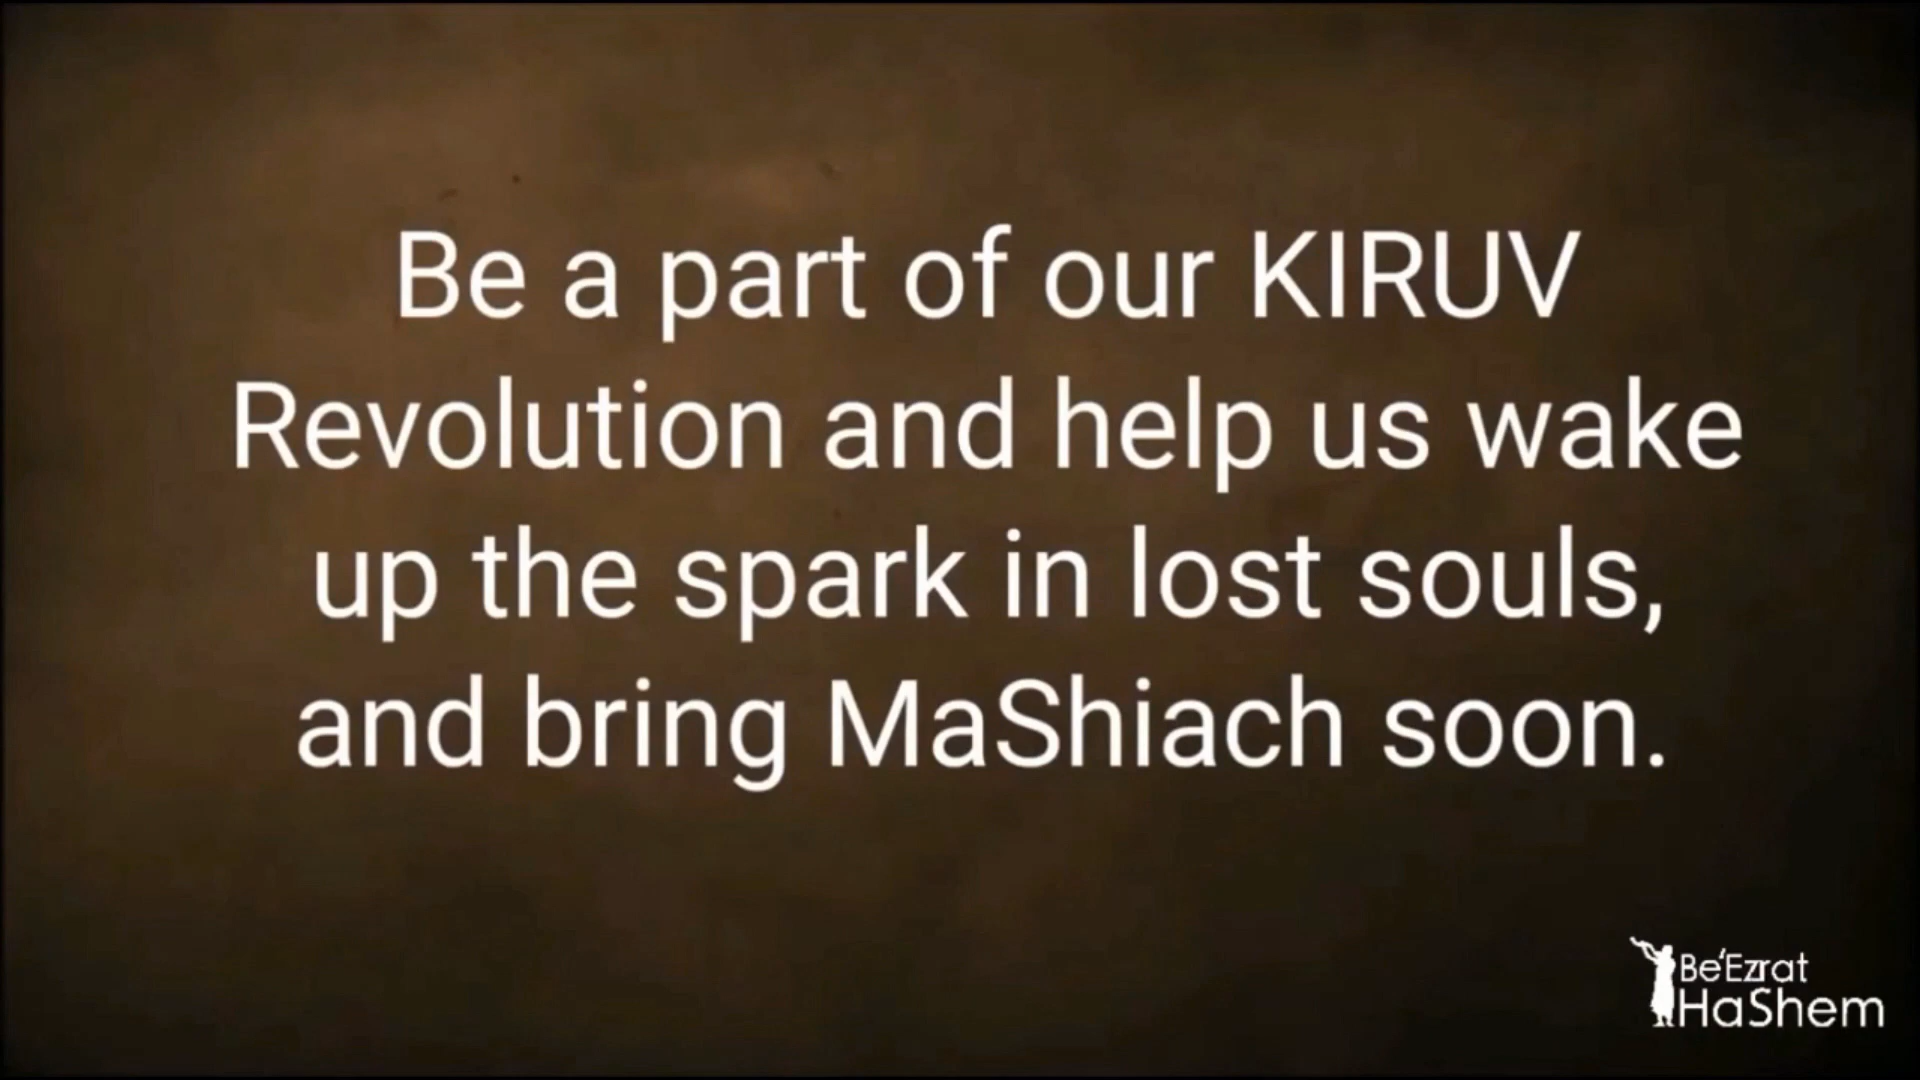 Be a part of our KIRUV
Revolution and help us wake
up the spark in lost souls,
and bring MaShiach soon.
Be'Ezrat
HaShem